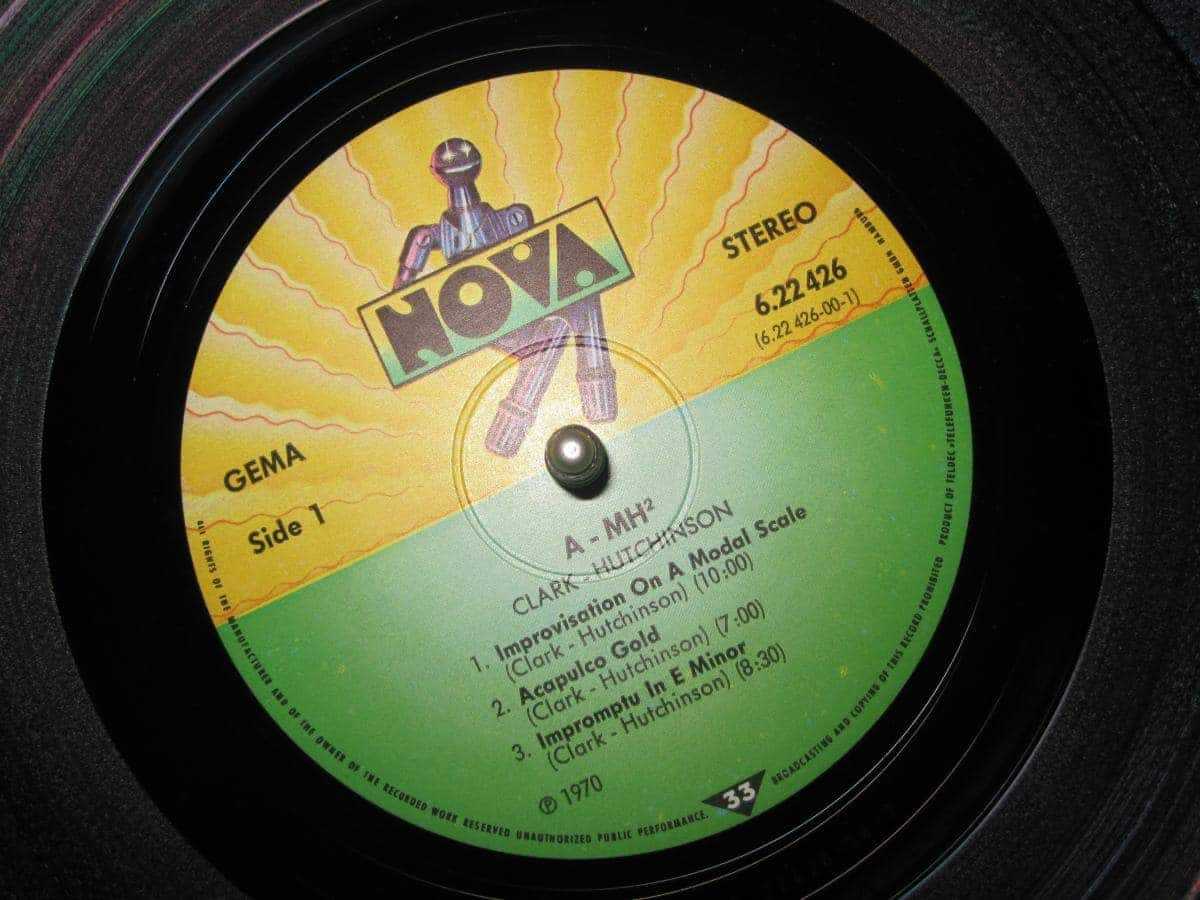 NOVA
STEREO
6.22 426
(6.22 426-00-1)
GEMA
Side 1
A - MH²
CLARK - HUTCHINSON
1. Improvisation On A Modal Scale
(Clark - Hutchinson) (10:00)
2. Acapulco Gold
(Clark - Hutchinson) (7:00)
3. Impromptu In E Minor
(Clark - Hutchinson) (8:30)
℗ 1970
33
ALL RIGHTS OF THE MANUFACTURER AND OF THE OWNER OF THE RECORDED WORK RESERVED UNAUTHORIZED PUBLIC PERFORMANCE. BROADCASTING AND COPYING OF THIS RECORD PROHIBITED PRODUCT OF TELDEC »TELEFUNKEN-DECCA« SCHALLPLATTEN GMBH HAMBURG